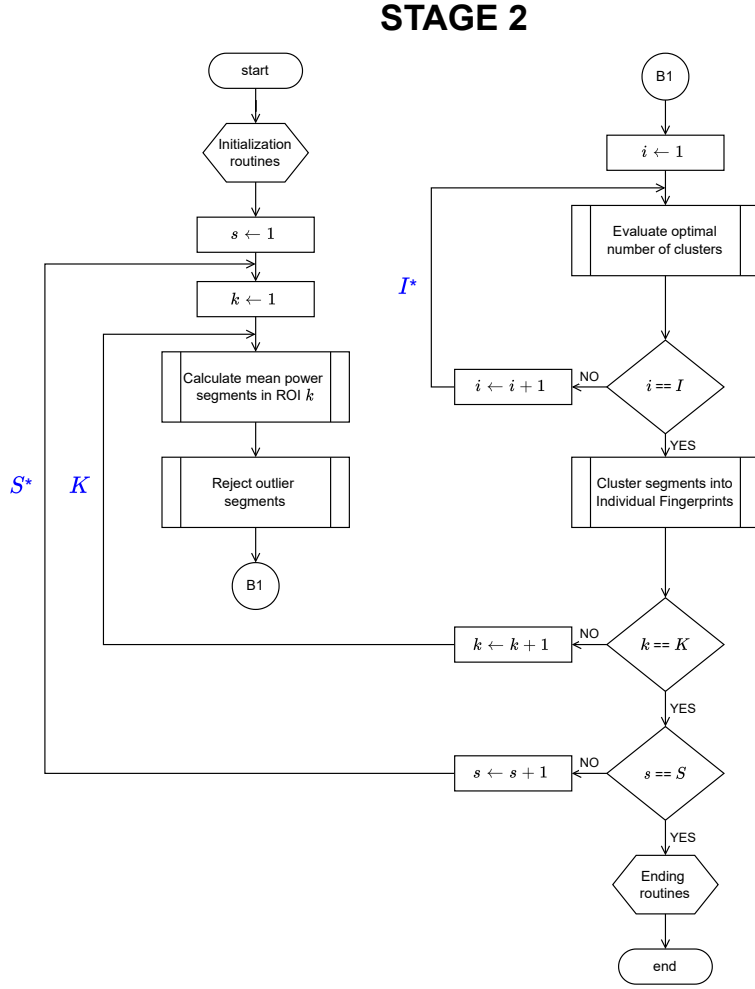 STAGE 2
start
Initialization
routines
s ← 1
k ← 1
Calculate mean power
segments in ROI k
Reject outlier
segments
B1
S*
K
B1
i ← 1
Evaluate optimal
number of clusters
I*
i ← i + 1
NO
i == I
YES
Cluster segments into
Individual Fingerprints
k ← k + 1
NO
k == K
YES
s ← s + 1
NO
s == S
YES
Ending
routines
end